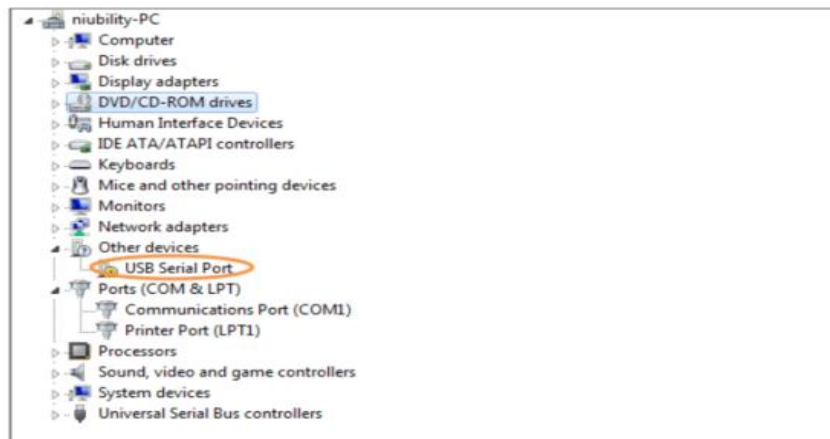 niubility-PC
Computer
Disk drives
Display adapters
DVD/CD-ROM drives
Human Interface Devices
IDE ATA/ATAPI controllers
Keyboards
Mice and other pointing devices
Monitors
Network adapters
Other devices
USB Serial Port
Ports (COM & LPT)
Communications Port (COM1)
Printer Port (LPT1)
Processors
Sound, video and game controllers
System devices
Universal Serial Bus controllers